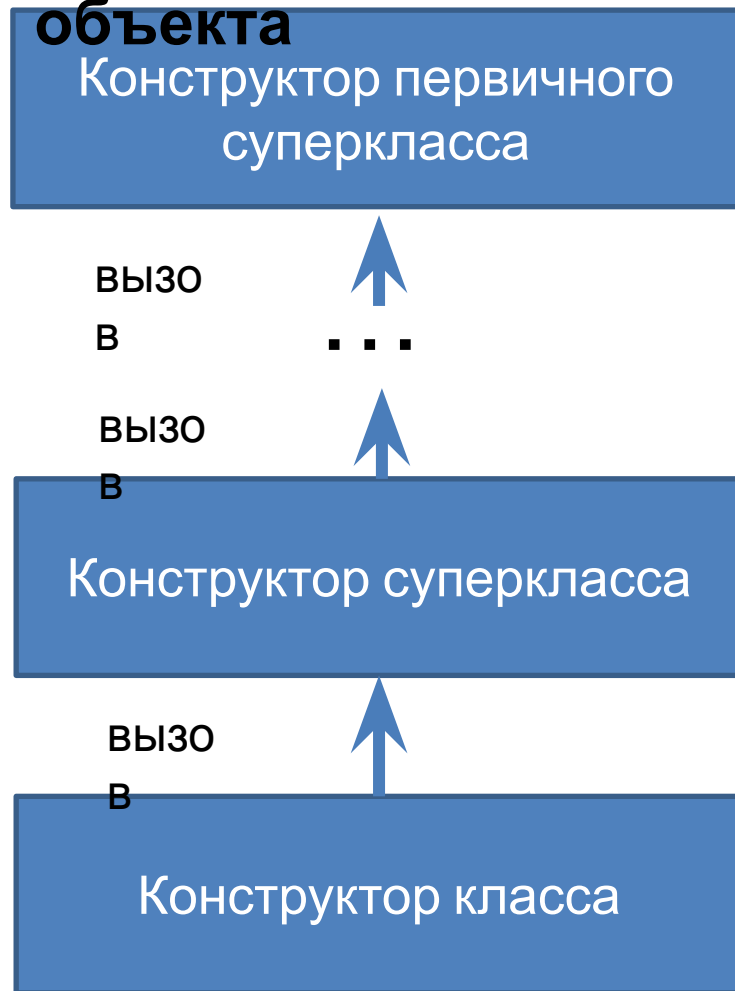 объекта
Конструктор первичного
суперкласса
вызо
в
...
вызо
в
Конструктор суперкласса
вызо
в
Конструктор класса